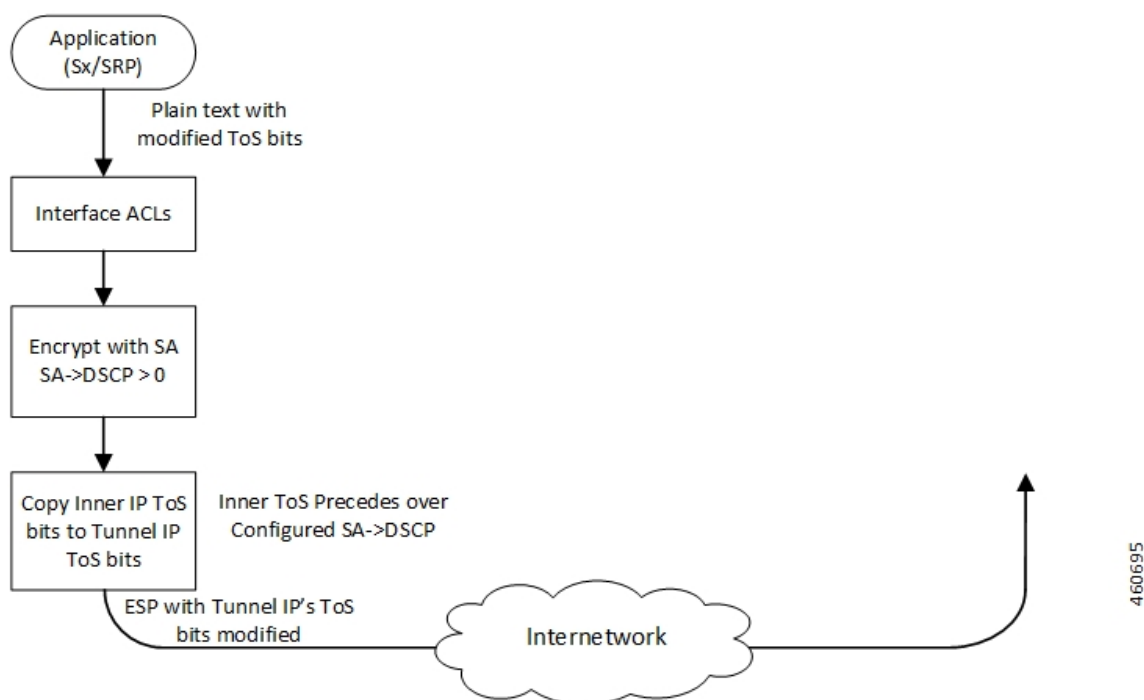 Application
(Sx/SRP)
Plain text with
modified ToS bits
Interface ACLs
Encrypt with SA
SA->DSCP > 0
Copy Inner IP ToS
bits to Tunnel IP
ToS bits
Inner ToS Precedes over
Configured SA->DSCP
ESP with Tunnel IP's ToS
bits modified
Internetwork
460695